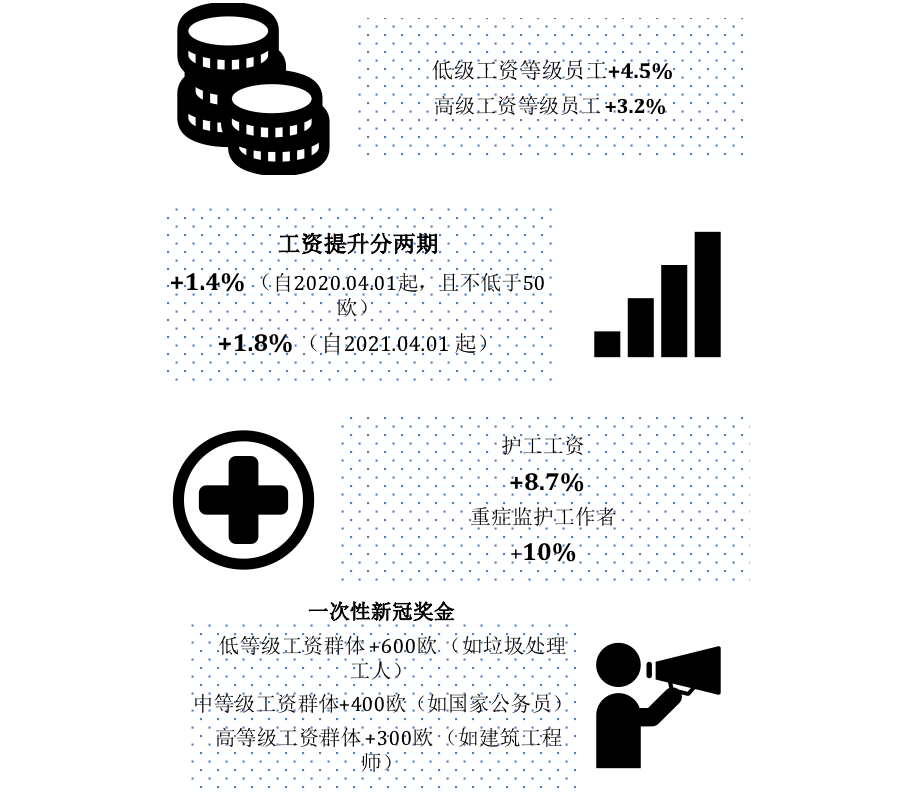 低级工资等级员工+4.5%
高级工资等级员工+3.2%
工资提升分两期
+1.4%（自2020.04.01起，且不低于50
欧）
+1.8%（自2021.04.01 起）
护工工资
+8.7%
重症监护工作者
+10%
一次性新冠奖金
低等级工资群体+600欧（如垃圾处理
工人）
中等级工资群体+400欧（如国家公务员）
高等级工资群体+300欧（如建筑工程
师）